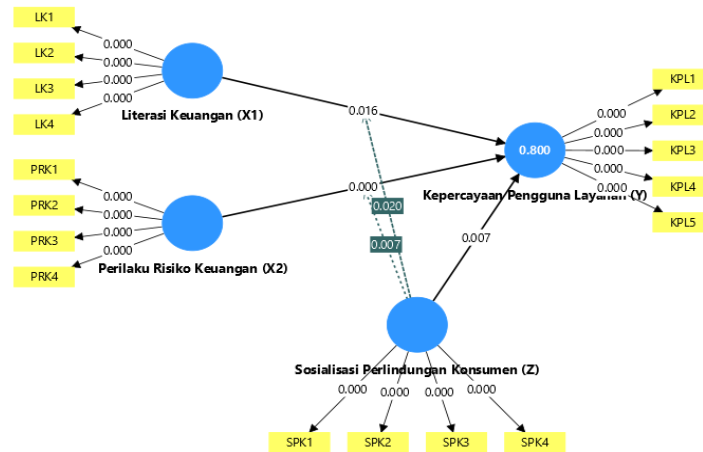 LK1
0.000
LK2
0.000
LK3
0.000
LK4
0.000
Literasi Keuangan (X1)
0.016
KPL1
0.000
KPL2
0.000
KPL3
0.000
KPL4
0.000
KPL5
0.000
0.800
Kepercayaan Pengguna Layanan (Y)
PRK1
0.000
PRK2
0.000
PRK3
0.000
PRK4
0.000
Perilaku Risiko Keuangan (X2)
0.000
0.020
0.007
0.007
Sosialisasi Perlindungan Konsumen (Z)
0.000
0.000
0.000
0.000
SPK1
SPK2
SPK3
SPK4